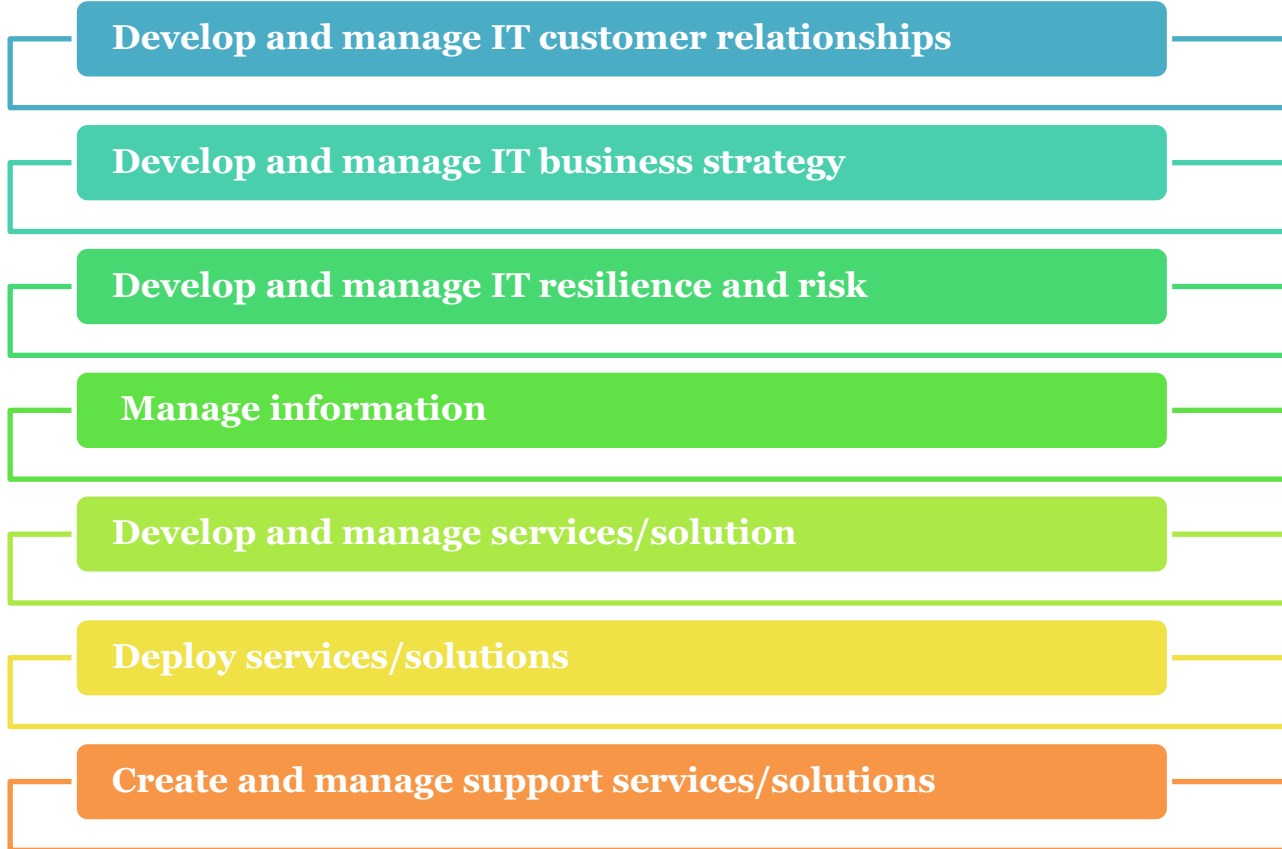 Develop and manage IT customer relationships
Develop and manage IT business strategy
Develop and manage IT resilience and risk
Manage information
Develop and manage services/solution
Deploy services/solutions
Create and manage support services/solutions